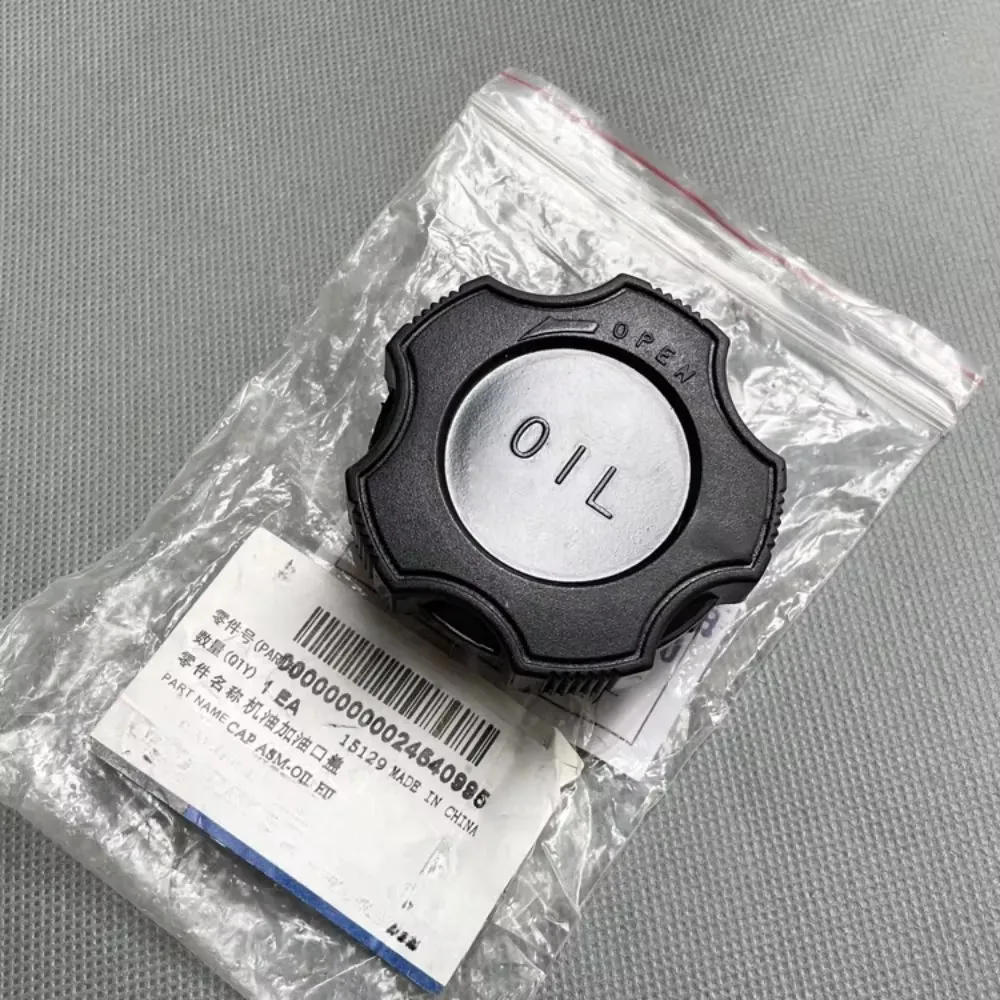 OPEN
OIL
零件号(PAR
000000000024540995
数量(QTY) 1 EA
15129 MADE IN CHINA
零件名称 机油加油口盖
PART NAME CAP ASM-OIL FIL